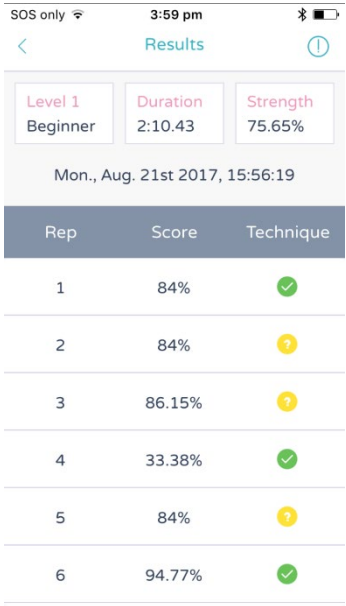 SOS only 3:59 pm
Results
Level 1 Duration Strength
Beginner 2:10.43 75.65%
Mon., Aug. 21st 2017, 15:56:19
Rep Score Technique
1 84%
2 84% ?
3 86.15% ?
4 33.38%
5 84% ?
6 94.77%